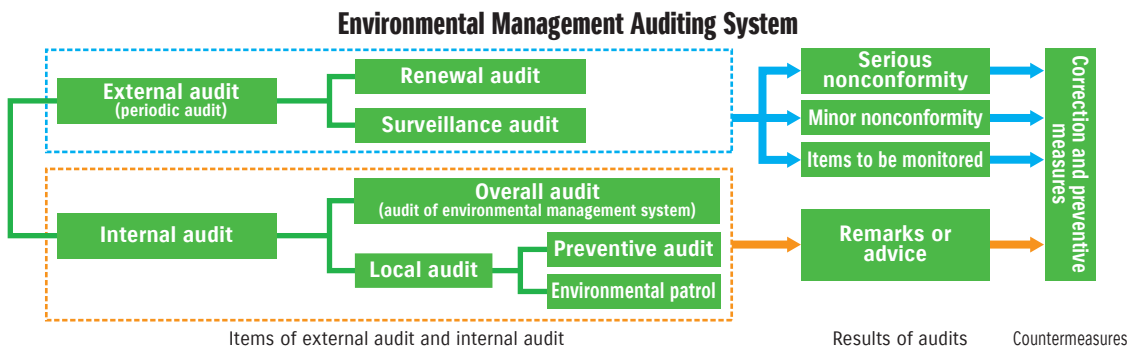 Environmental Management Auditing System
External audit
(periodic audit)
Renewal audit
Surveillance audit
Internal audit
Overall audit
(audit of environmental management system)
Local audit
Preventive audit
Environmental patrol
Serious
nonconformity
Minor nonconformity
Items to be monitored
Remarks or
advice
Correction and preventive
measures
Items of external audit and internal audit
Results of audits
Countermeasures